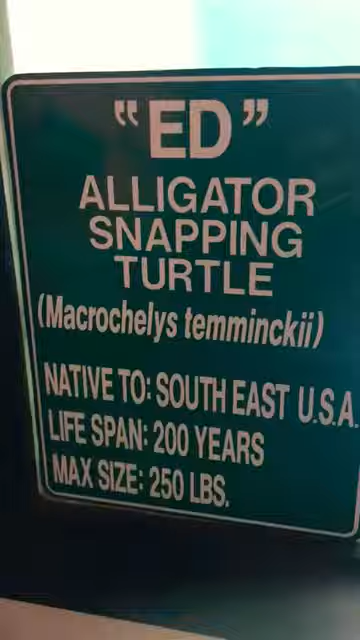 "ED"
ALLIGATOR
SNAPPING
TURTLE
(Macrochelys temminckii)
NATIVE TO: SOUTH EAST U.S.A.
LIFE SPAN: 200 YEARS
MAX SIZE: 250 LBS.